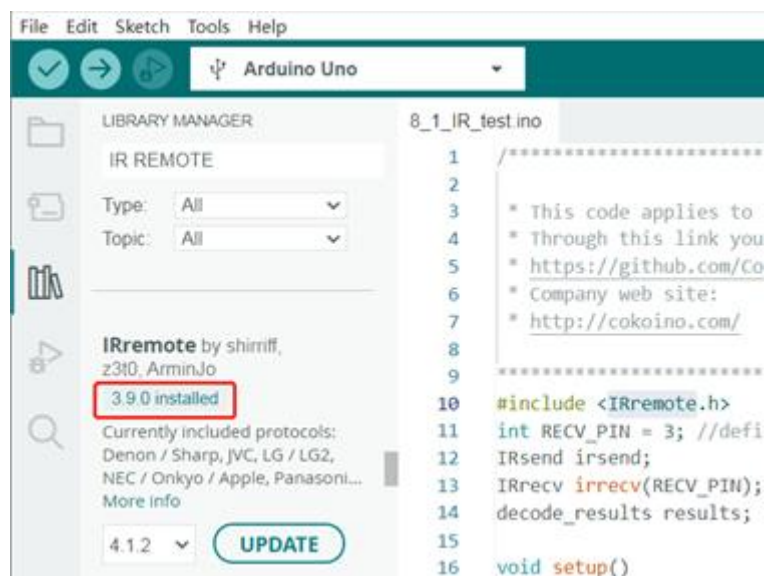 File Edit Sketch Tools Help
Arduino Uno
LIBRARY MANAGER
IR REMOTE
Type: All
Topic: All
IRremote by shirriff,
z3t0, ArminJo
3.9.0 installed
Currently included protocols:
Denon / Sharp, JVC, LG / LG2,
NEC / Onkyo / Apple, Panasoni...
More info
4.1.2 UPDATE
8_1_IR_test.ino
1 /*************************
2
3 * This code applies to
4 * Through this link you
5 * https://github.com/Co
6 * Company web site:
7 * http://cokoino.com/
8
9 *************************
10 #include <IRremote.h>
11 int RECV_PIN = 3; //defi
12 IRsend irsend;
13 IRrecv irrecv(RECV_PIN);
14 decode_results results;
15
16 void setup()